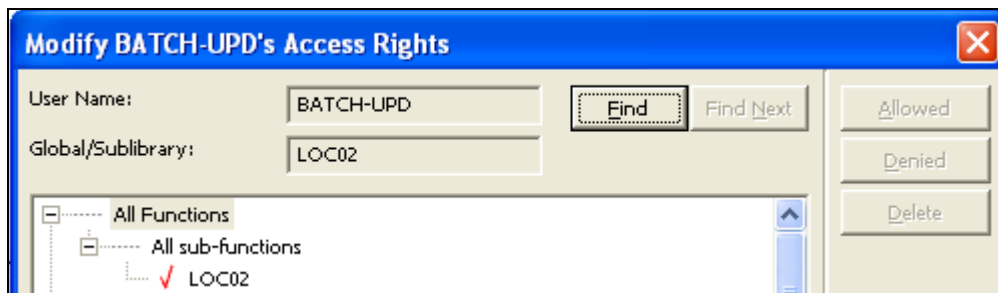 Modify BATCH-UPD's Access Rights
User Name: BATCH-UPD Find Find Next Allowed
Global/Sublibrary: LOC02 Denied
Delete
All Functions
All sub-functions
LOC02